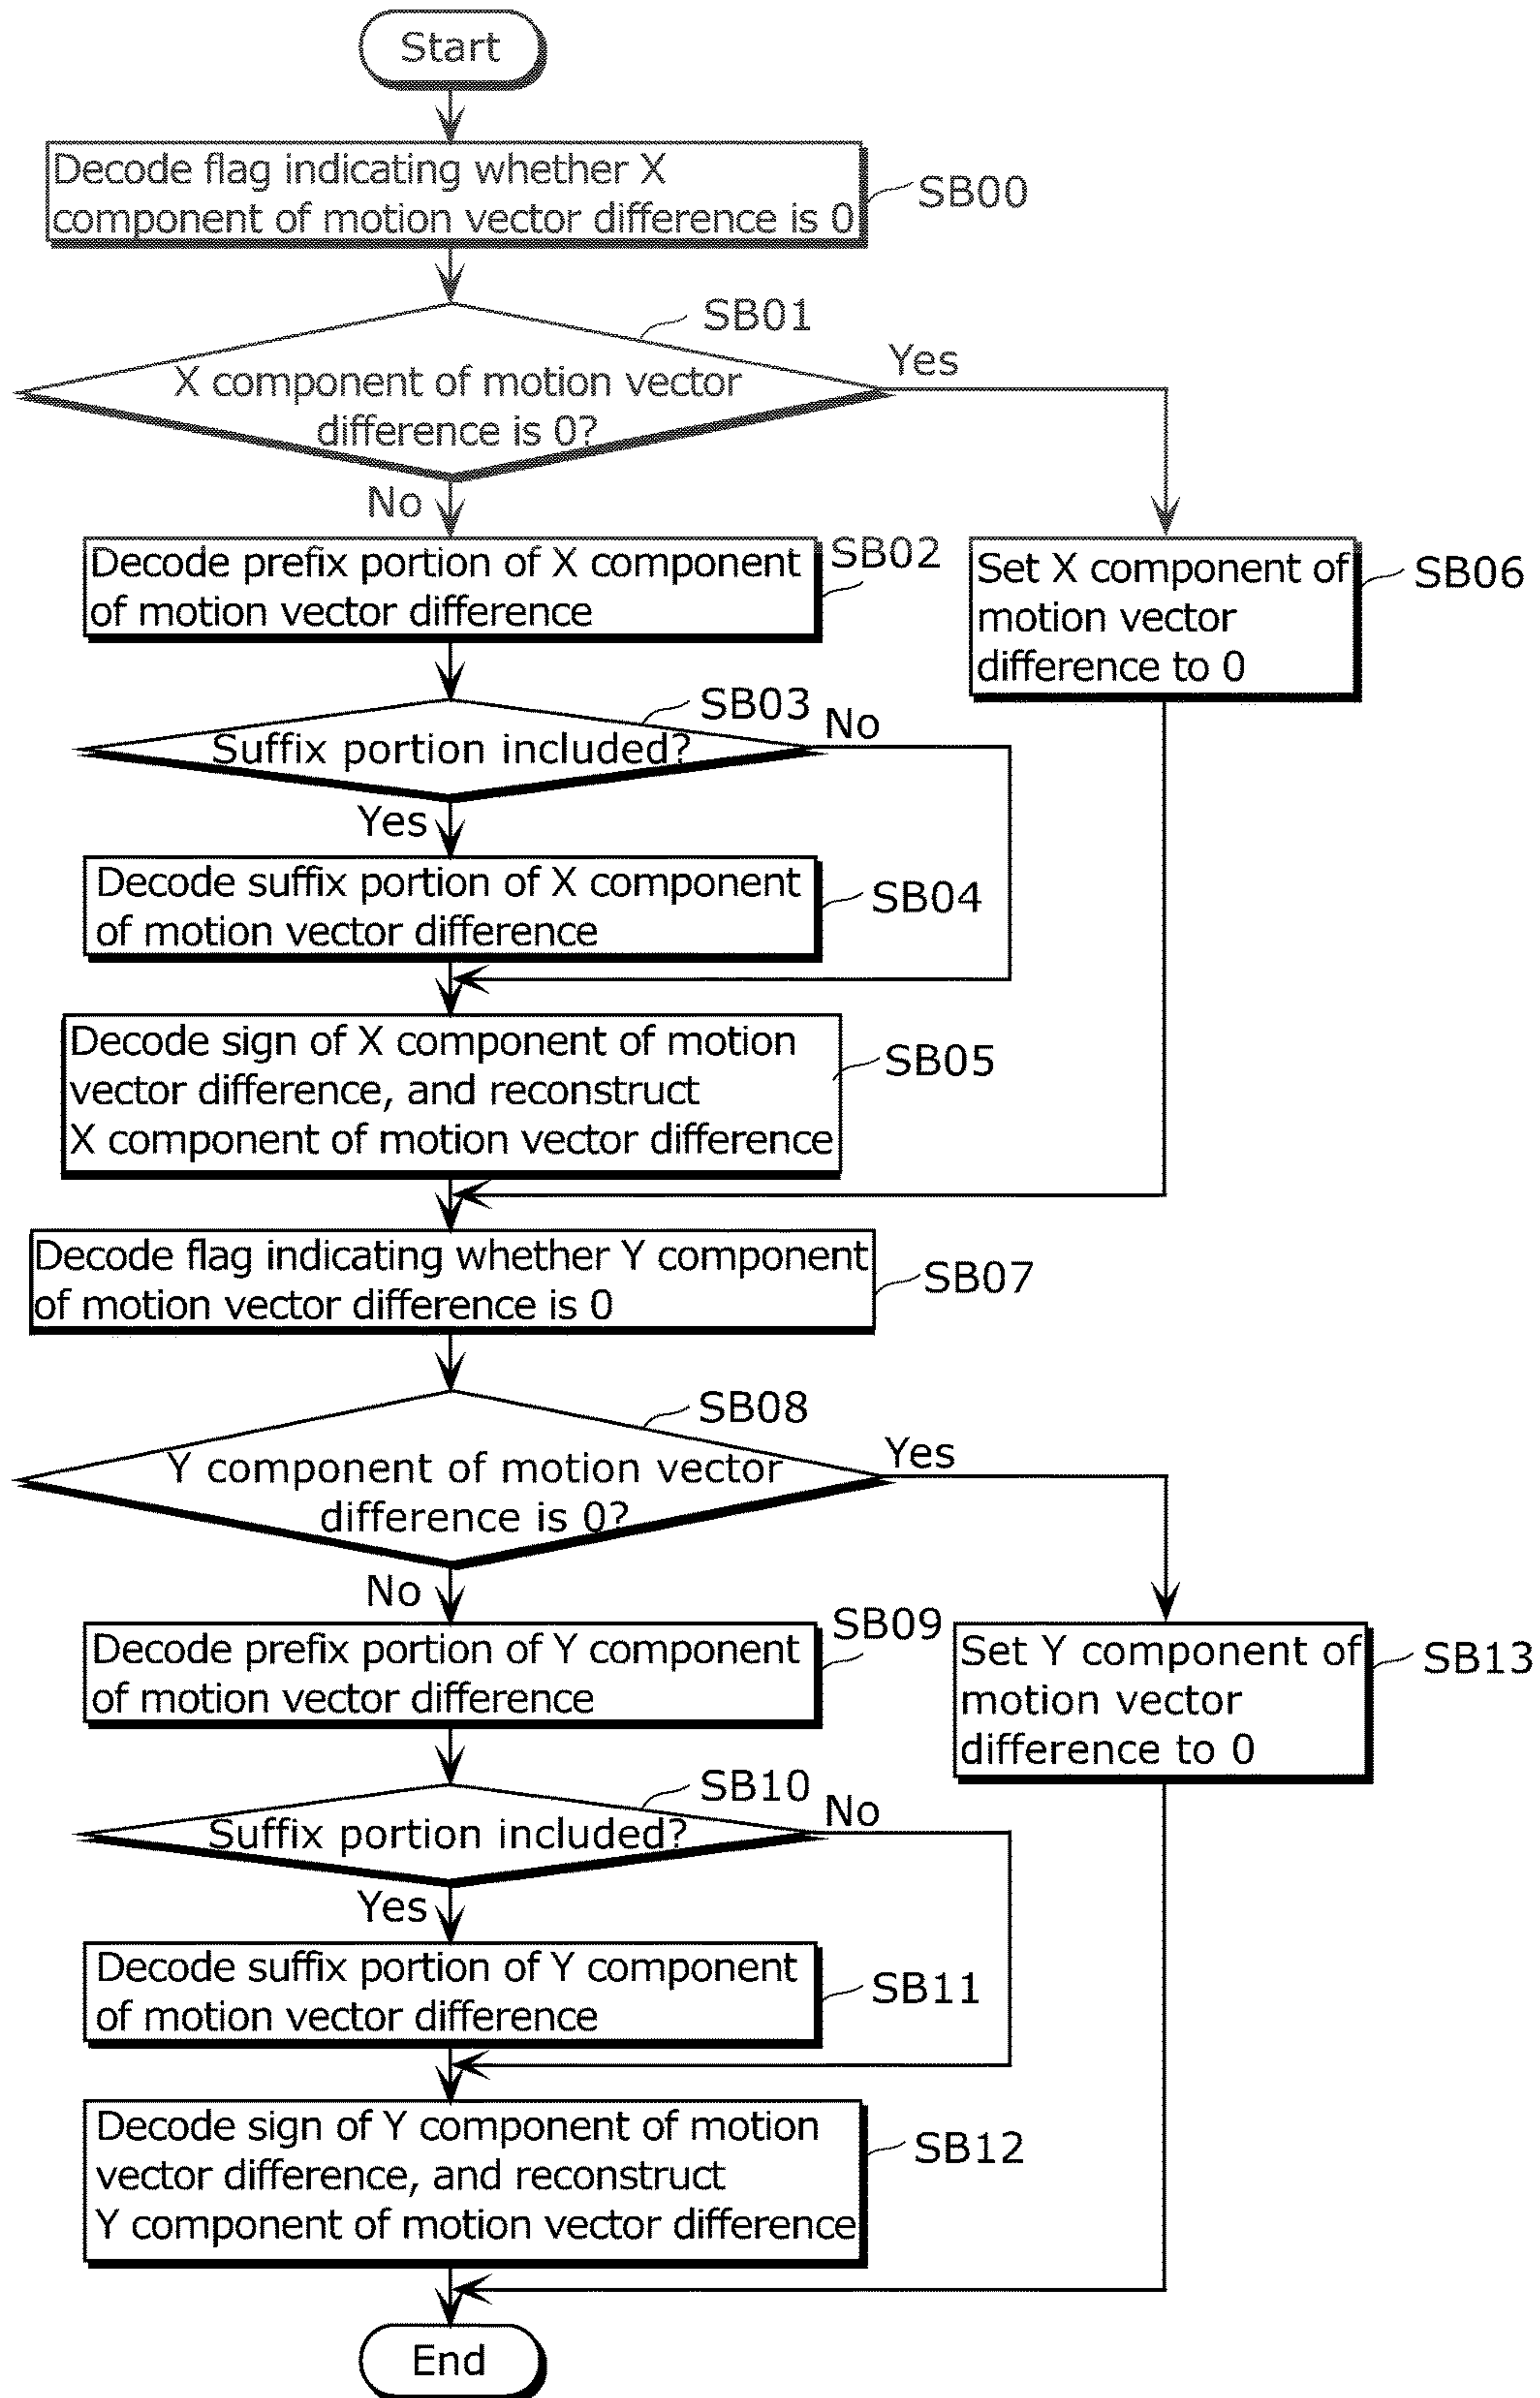 Start
Decode flag indicating whether X
component of motion vector difference is 0
SB00
SB01
X component of motion vector
difference is 0?
Yes
No
Decode prefix portion of X component
of motion vector difference
SB02
Set X component of
motion vector
difference to 0
SB06
SB03
Suffix portion included?
No
Yes
Decode suffix portion of X component
of motion vector difference
SB04
Decode sign of X component of motion
vector difference, and reconstruct
X component of motion vector difference
SB05
Decode flag indicating whether Y component
of motion vector difference is 0
SB07
SB08
Y component of motion vector
difference is 0?
Yes
No
Decode prefix portion of Y component
of motion vector difference
SB09
Set Y component of
motion vector
difference to 0
SB13
SB10
Suffix portion included?
No
Yes
Decode suffix portion of Y component
of motion vector difference
SB11
Decode sign of Y component of motion
vector difference, and reconstruct
Y component of motion vector difference
SB12
End